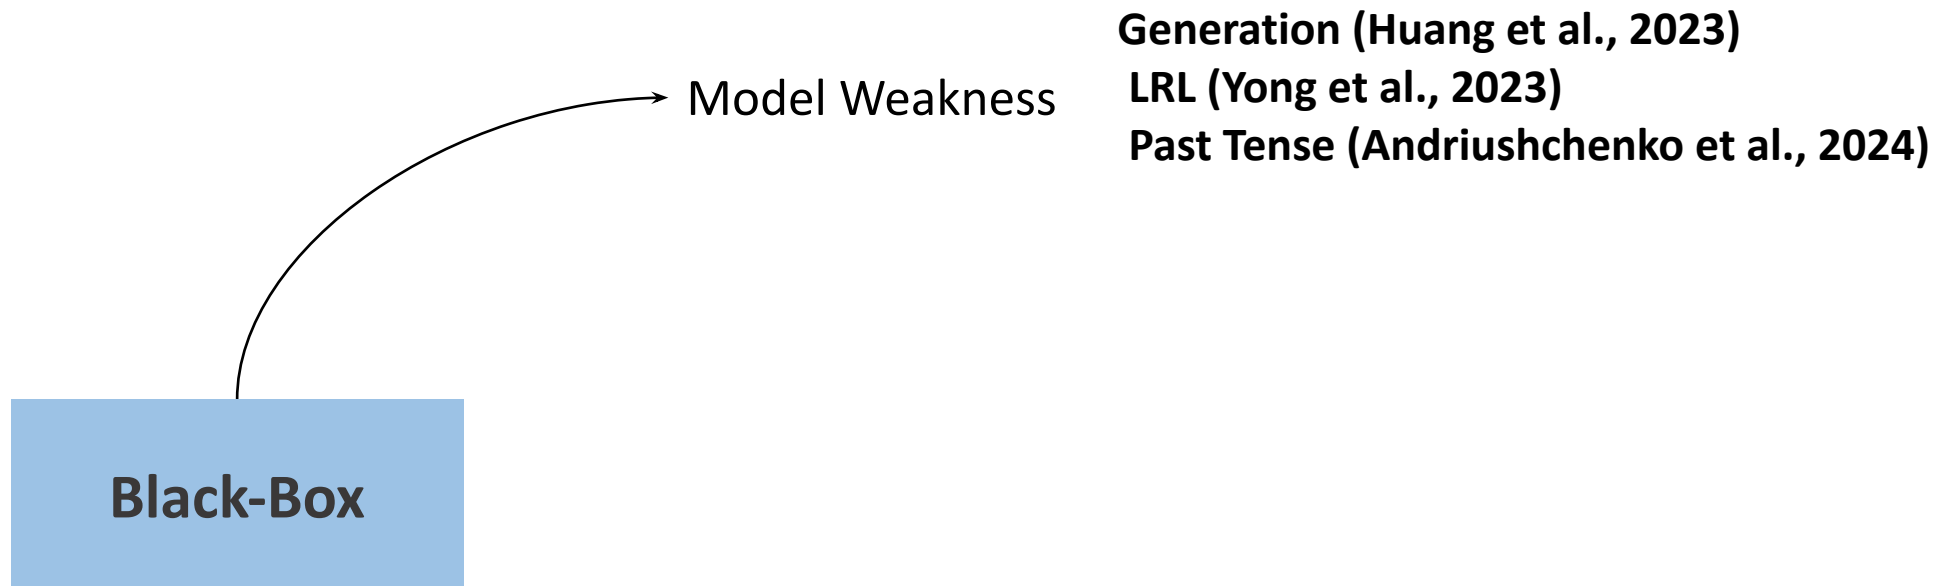 Generation (Huang et al., 2023)
Model Weakness
LRL (Yong et al., 2023)
Past Tense (Andriushchenko et al., 2024)
Black-Box